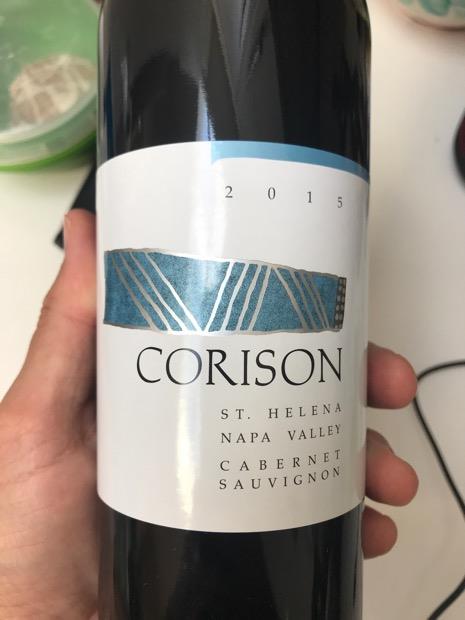 2015
CORISON
ST. HELENA
NAPA VALLEY
CABERNET
SAUVIGNON